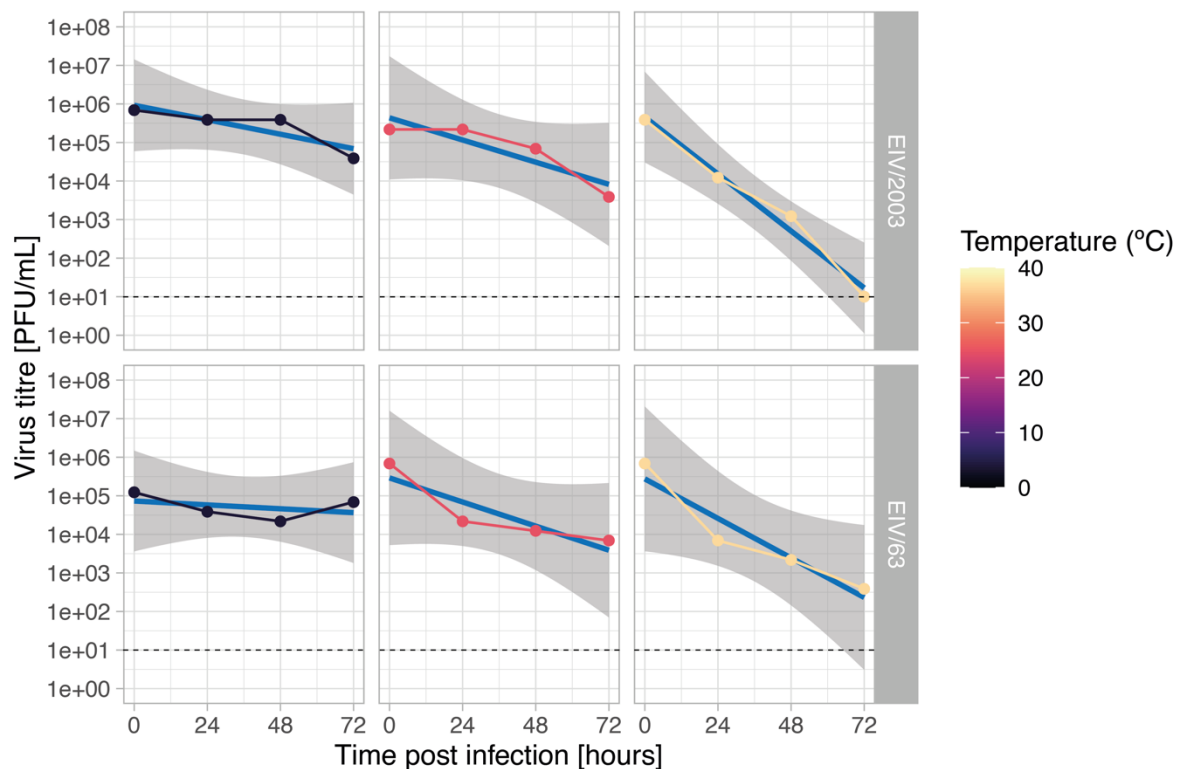 1e+08
1e+07
1e+06
1e+05
1e+04
1e+03
1e+02
1e+01
1e+00
EIV/2003
1e+08
1e+07
1e+06
1e+05
1e+04
1e+03
1e+02
1e+01
1e+00
EIV/63
Virus titre [PFU/mL]
0 24 48 72 0 24 48 72 0 24 48 72
Time post infection [hours]
Temperature (ºC)
40
30
20
10
0